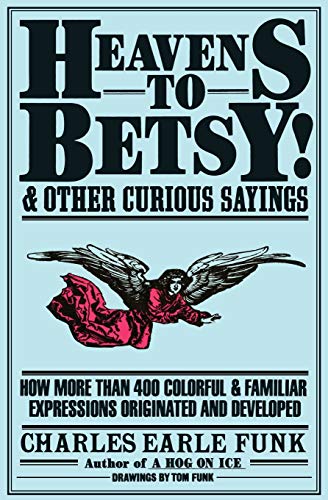 HEAVENS
TO
BETSY!
& OTHER CURIOUS SAYINGS
HOW MORE THAN 400 COLORFUL & FAMILIAR
EXPRESSIONS ORIGINATED AND DEVELOPED
CHARLES EARLE FUNK
Author of A HOG ON ICE
DRAWINGS BY TOM FUNK